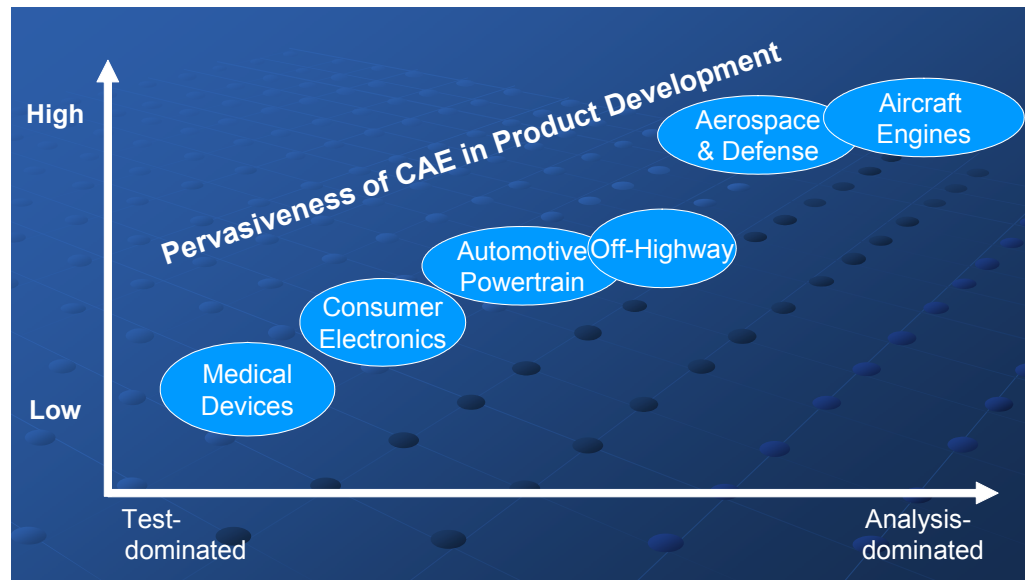 Pervasiveness of CAE in Product Development
High
Aerospace
& Defense
Aircraft
Engines
Automotive
Powertrain
Off-Highway
Consumer
Electronics
Medical
Devices
Low
Test-
dominated
Analysis-
dominated